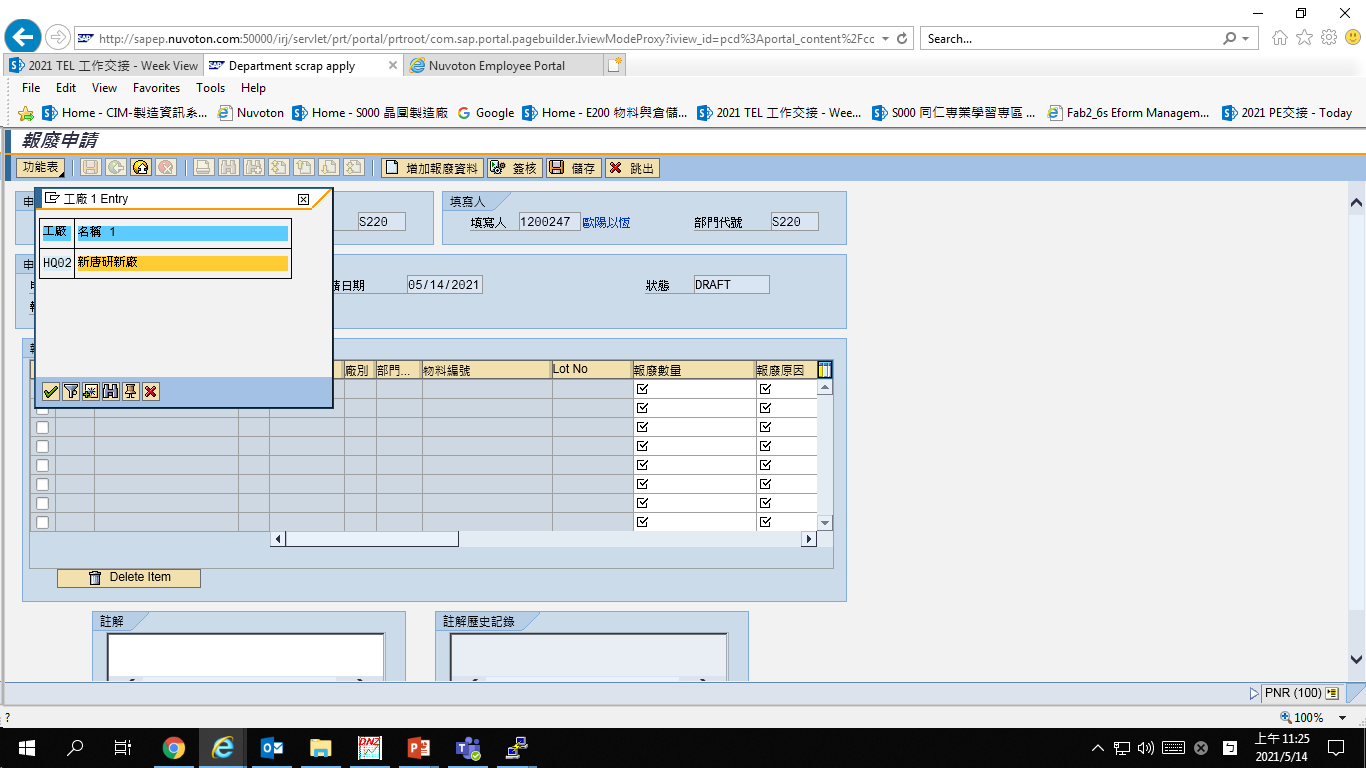 http://sapep.nuvoton.com:50000/irj/servlet/prt/portal/prtroot/com.sap.portal.pagebuilder.IviewModeProxy?iview_id=pcd%3Aportal_content%2Fcc
Search...
2021 TEL 工作交接 - Week View
Department scrap apply
Nuvoton Employee Portal
File Edit View Favorites Tools Help
Home - CIM-製造資訊系...
Nuvoton
Home - S000 晶圓製造廠
Google
Home - E200 物料與倉儲...
2021 TEL 工作交接 - Wee...
S000 同仁專業學習專區 ...
Fab2_6s Eform Managem...
2021 PE交接 - Today
報廢申請
功能表 增加報廢資料 簽核 儲存 跳出
工廠 1 Entry
工廠 名稱 1
HQ02 新唐研新廠
S220
填寫人
填寫人 1200247 歐陽以恆 部門代號 S220
請日期 05/14/2021 狀態 DRAFT
廠別 部門... 物料編號 Lot No 報廢數量 報廢原因
Delete Item
註解
註解歷史記錄
PNR (100)
?
100%
上午 11:25
2021/5/14